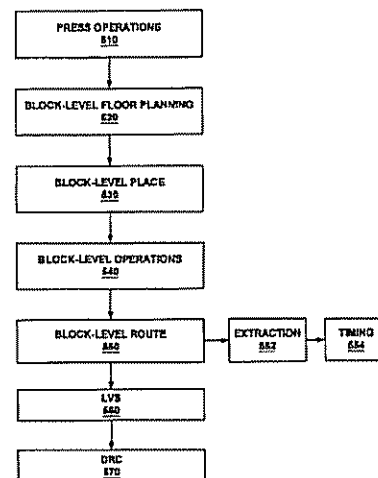 PRESS OPERATIONS
510
BLOCK-LEVEL FLOOR PLANNING
520
BLOCK-LEVEL PLACE
530
BLOCK-LEVEL OPERATIONS
540
BLOCK-LEVEL ROUTE
550
EXTRACTION
552
TIMING
554
LVS
560
DRC
570